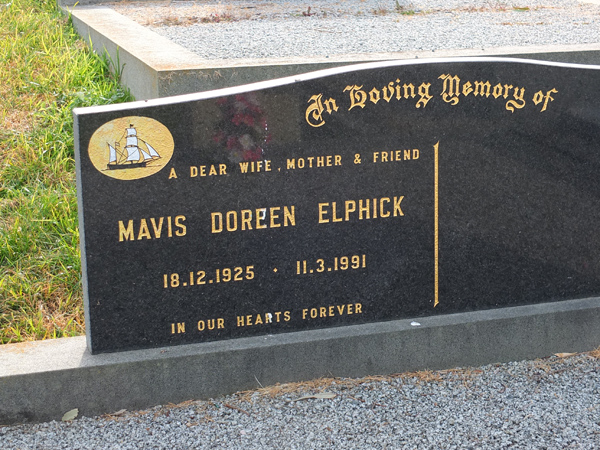 In Loving Memory of
A DEAR WIFE, MOTHER & FRIEND
MAVIS DOREEN ELPHICK
18.12.1925 · 11.3.1991
IN OUR HEARTS FOREVER